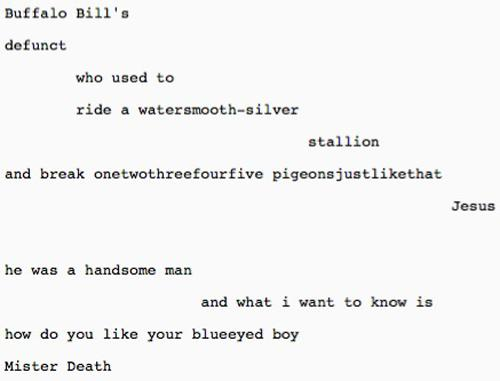 Buffalo Bill's
defunct
who used to
ride a watersmooth-silver
stallion
and break onetwothreefourfive pigeonsjustlikethat
Jesus
he was a handsome man
and what i want to know is
how do you like your blueeyed boy
Mister Death